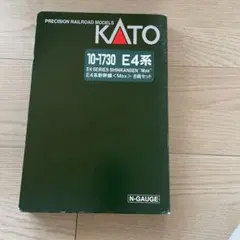 PRECISION RAILROAD MODELS
KATO
10-1730 E4系
E4 SERIES SHINKANSEN "Max"
E4系新幹線<Max> 8両セット
N-GAUGE